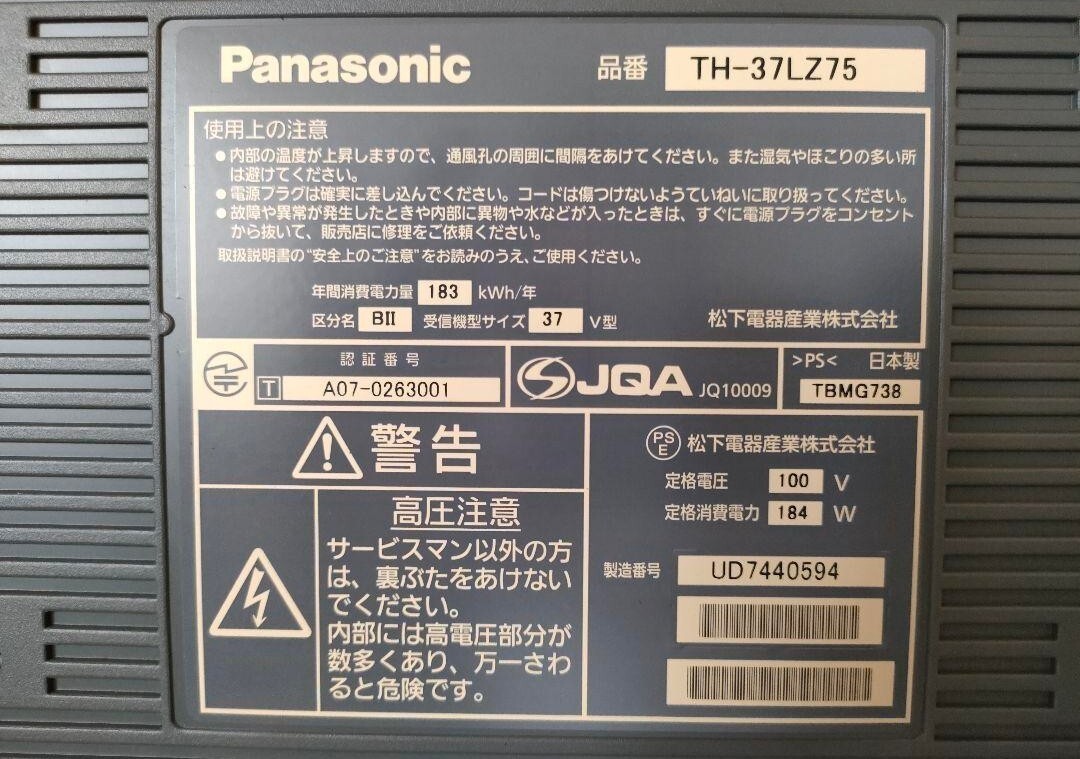 Panasonic 品番 TH-37LZ75
使用上の注意
●内部の温度が上昇しますので、通風孔の周囲に間隔をあけてください。また湿気やほこりの多い所
は避けてください。
●電源プラグは確実に差し込んでください。コードは傷つけないようていねいに取り扱ってください。
●故障や異常が発生したときや内部に異物や水などが入ったときは、すぐに電源プラグをコンセント
から抜いて、販売店に修理をご依頼ください。
取扱説明書の"安全上のご注意"をお読みのうえ、ご使用ください。
年間消費電力量 183 kWh/年
区分名 BII 受信機型サイズ 37 V型 松下電器産業株式会社
認証番号
T A07-0263001
JQA JQ10009
>PS< 日本製
TBMG738
警告
高圧注意
サービスマン以外の方
は、裏ぶたをあけない
でください。
内部には高電圧部分が
数多くあり、万一さわ
ると危険です。
PSE 松下電器産業株式会社
定格電圧 100 V
定格消費電力 184 W
製造番号 UD7440594